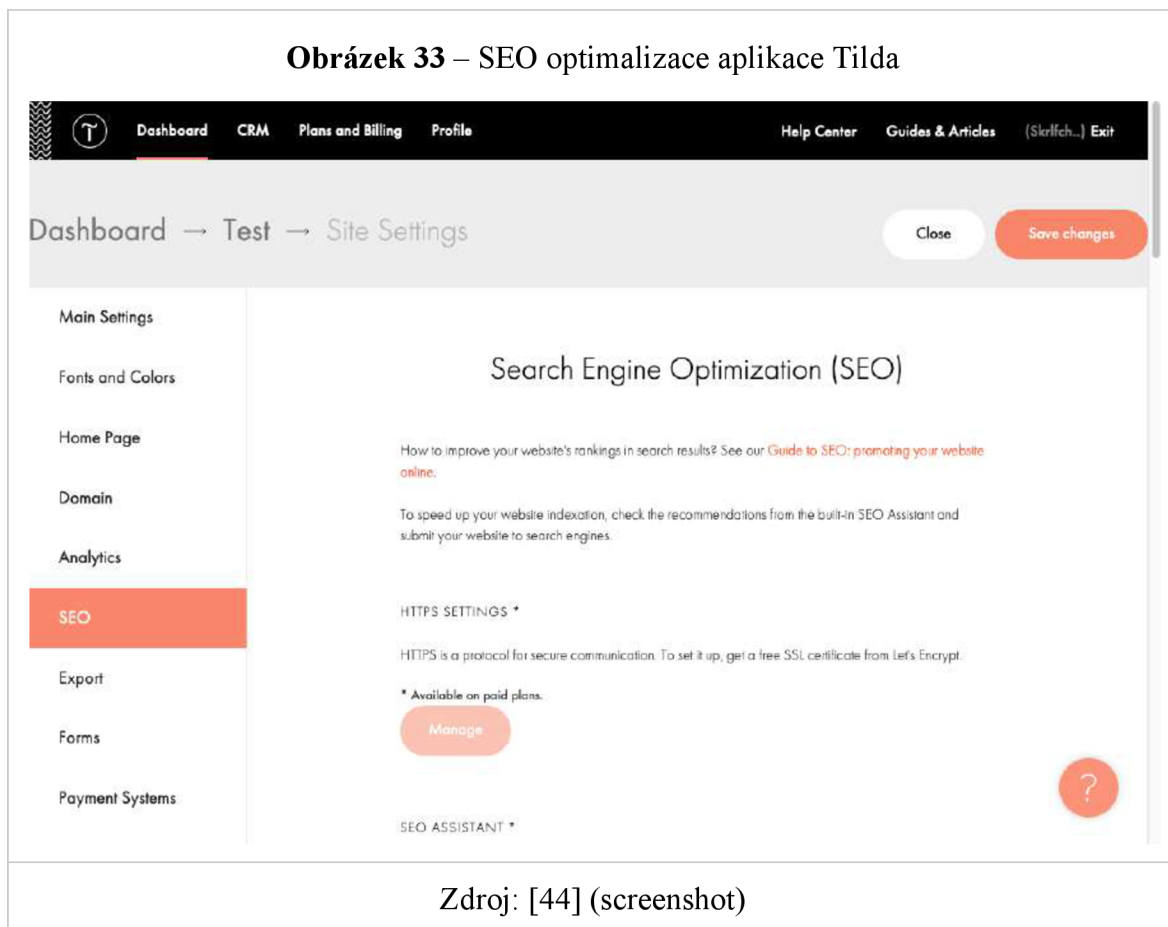 Obrázek 33 – SEO optimalizace aplikace Tilda
Dashboard CRM Plans and Billing Profile Help Center Guides & Articles (Skrlfch...) Exit
Dashboard → Test → Site Settings
Close
Save changes
Main Settings
Fonts and Colors
Home Page
Domain
Analytics
SEO
Export
Forms
Payment Systems
Search Engine Optimization (SEO)
How to improve your website's rankings in search results? See our Guide to SEO: promoting your website
online.
To speed up your website indexation, check the recommendations from the built-in SEO Assistant and
submit your website to search engines.
HTTPS SETTINGS *
HTTPS is a protocol for secure communication. To set it up, get a free SSL certificate from Let's Encrypt.
* Available on paid plans.
Manage
SEO ASSISTANT *
?
Zdroj: [44] (screenshot)